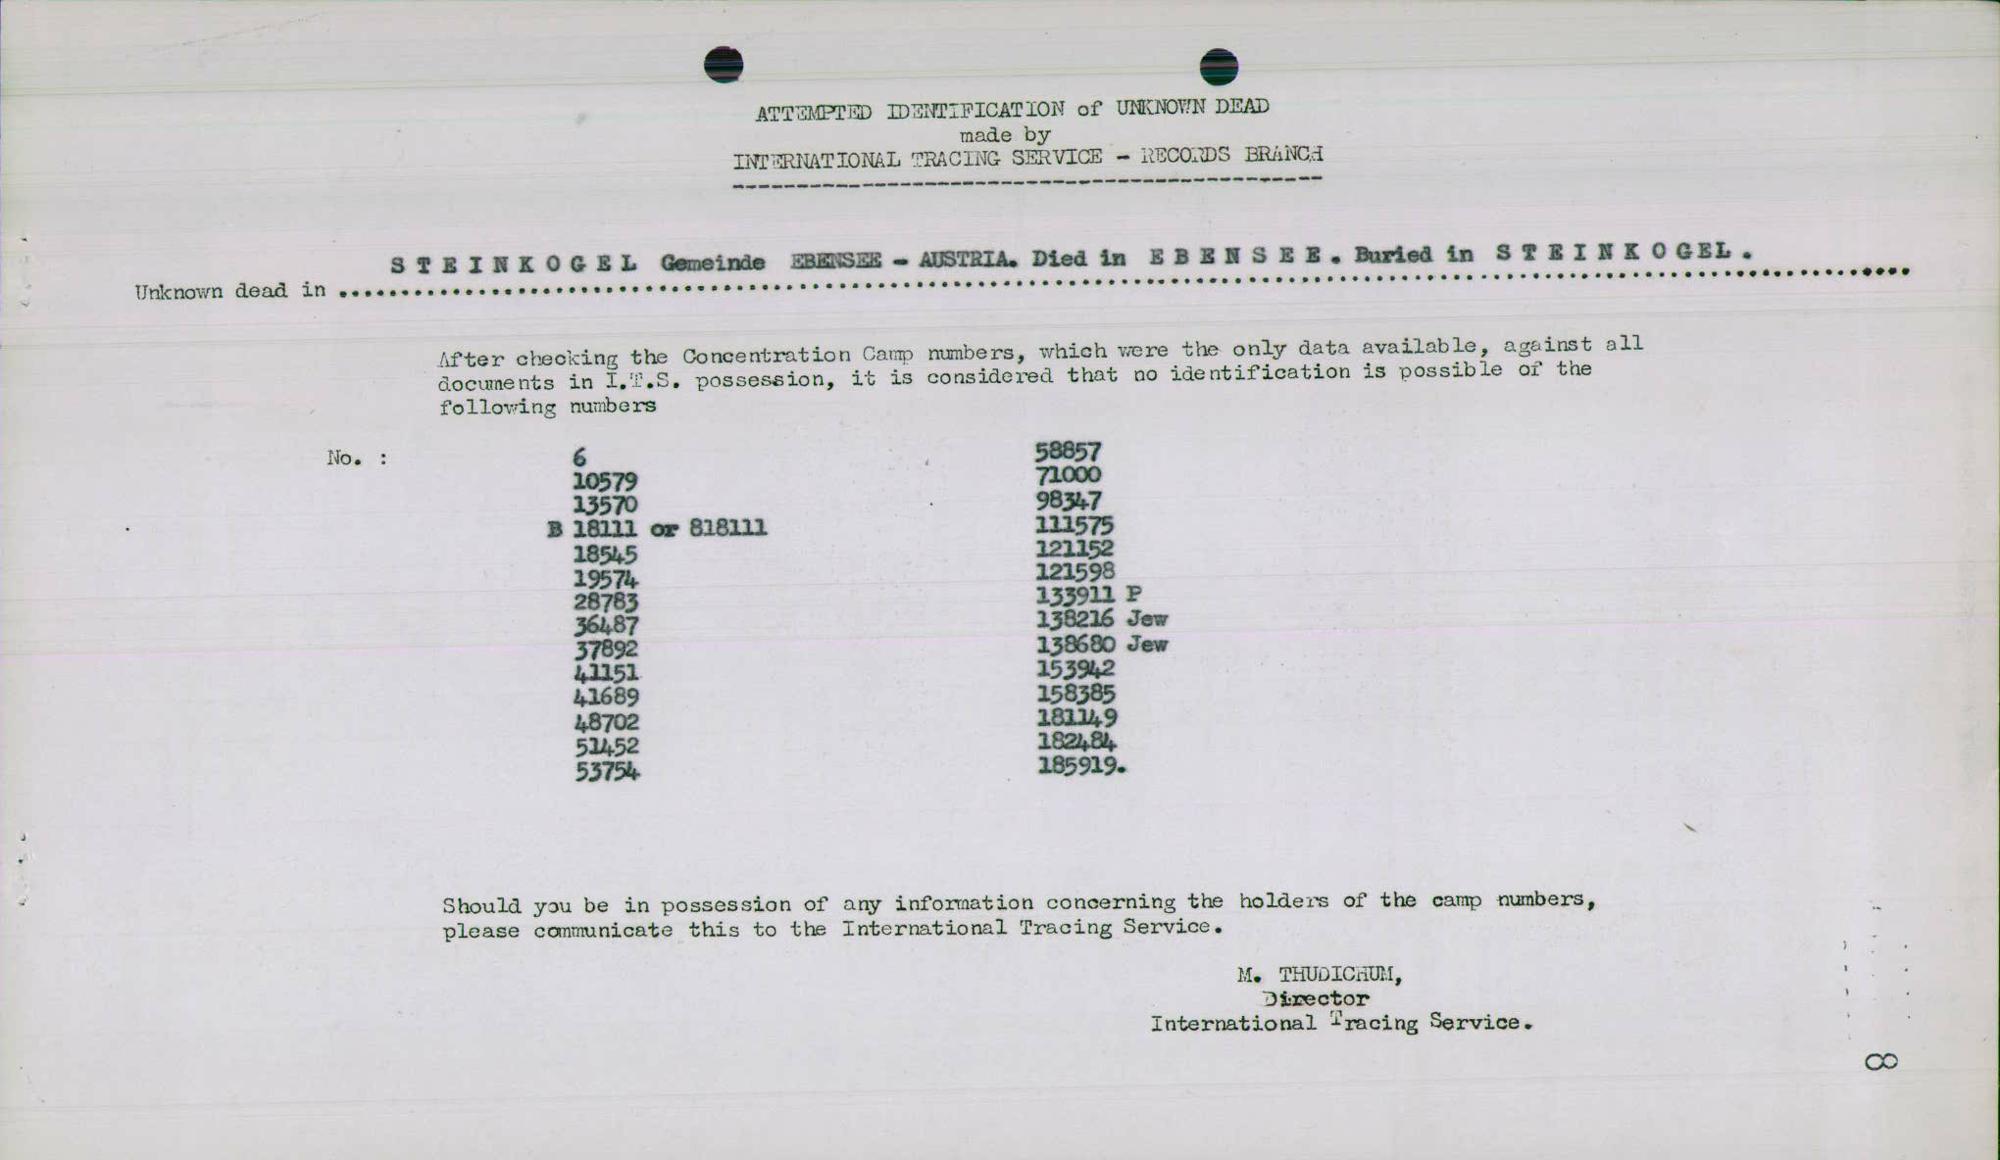 ATTEMPTED IDENTIFICATION of UNKNOWN DEAD
made by
INTERNATIONAL TRACING SERVICE - RECORDS BRANCH
Unknown dead in STEINKOGEL Gemeinde EBENSEE - AUSTRIA. Died in EBENSEE. Buried in STEINKOGEL.
After checking the Concentration Camp numbers, which were the only data available, against all
documents in I.T.S. possession, it is considered that no identification is possible of the
following numbers
No. :
6
10579
13570
B 18111 or 818111
18545
19574
28783
36487
37892
41151
41689
48702
51452
53754
58857
71000
98347
111575
121152
121598
133911 P
138216 Jew
138680 Jew
153942
158385
181149
182484
185919.
Should you be in possession of any information concerning the holders of the camp numbers,
please communicate this to the International Tracing Service.
M. THUDICHUM,
Director
International Tracing Service.
8